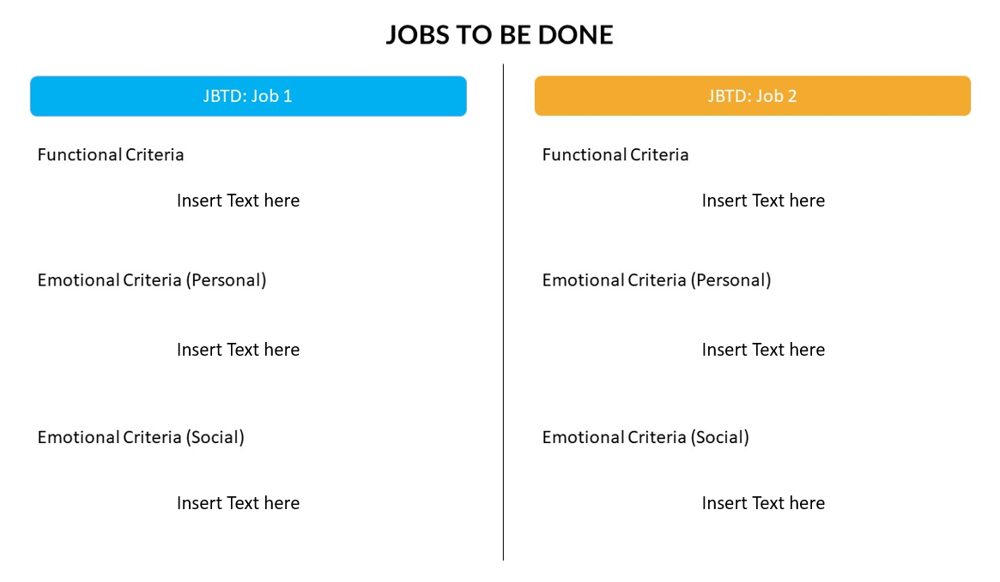 JOBS TO BE DONE
JBTD: Job 1
Functional Criteria
Insert Text here
Emotional Criteria (Personal)
Insert Text here
Emotional Criteria (Social)
Insert Text here
JBTD: Job 2
Functional Criteria
Insert Text here
Emotional Criteria (Personal)
Insert Text here
Emotional Criteria (Social)
Insert Text here